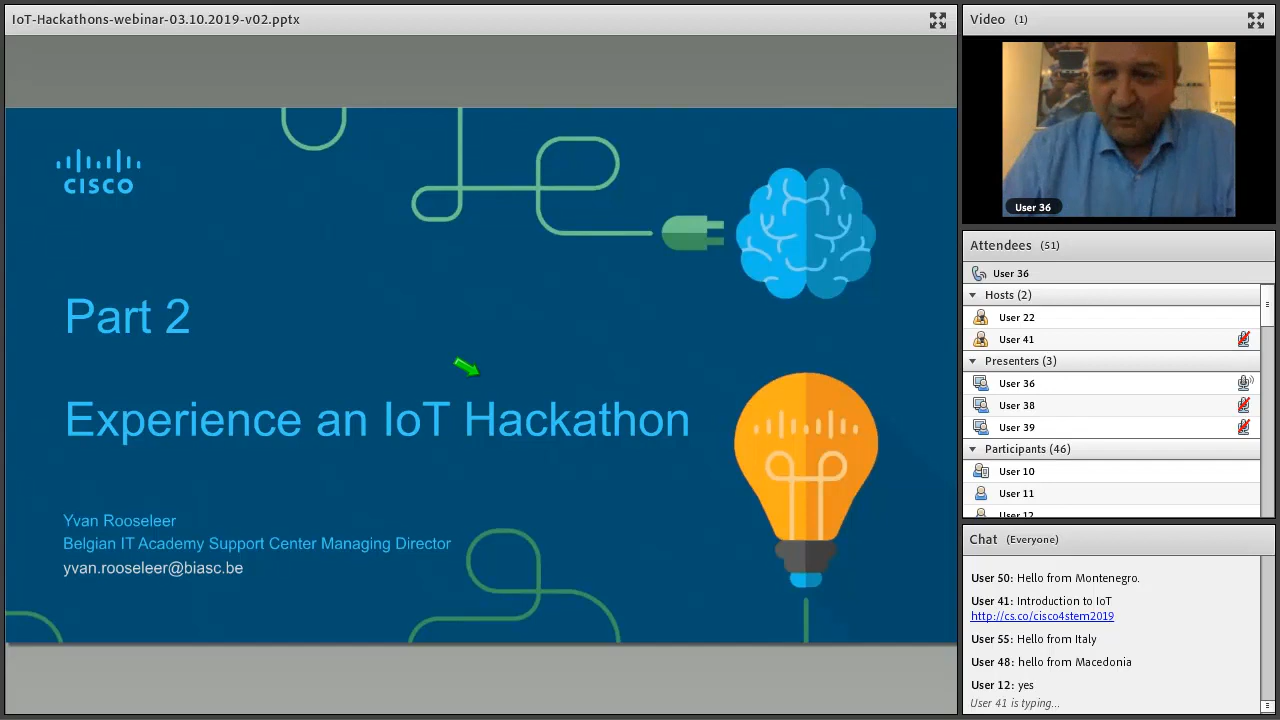 IoT-Hackathons-webinar-03.10.2019-v02.pptx
CISCO
Part 2
Experience an IoT Hackathon
Yvan Rooseleer
Belgian IT Academy Support Center Managing Director
yvan.rooseleer@biasc.be
Video (1)
User 36
Attendees (51)
User 36
Hosts (2)
User 22
User 41
Presenters (3)
User 36
User 38
User 39
Participants (46)
User 10
User 11
User 12
Chat (Everyone)
User 50: Hello from Montenegro.
User 41: Introduction to IoT
http://cs.co/cisco4stem2019
User 55: Hello from Italy
User 48: hello from Macedonia
User 12: yes
User 41 is typing...